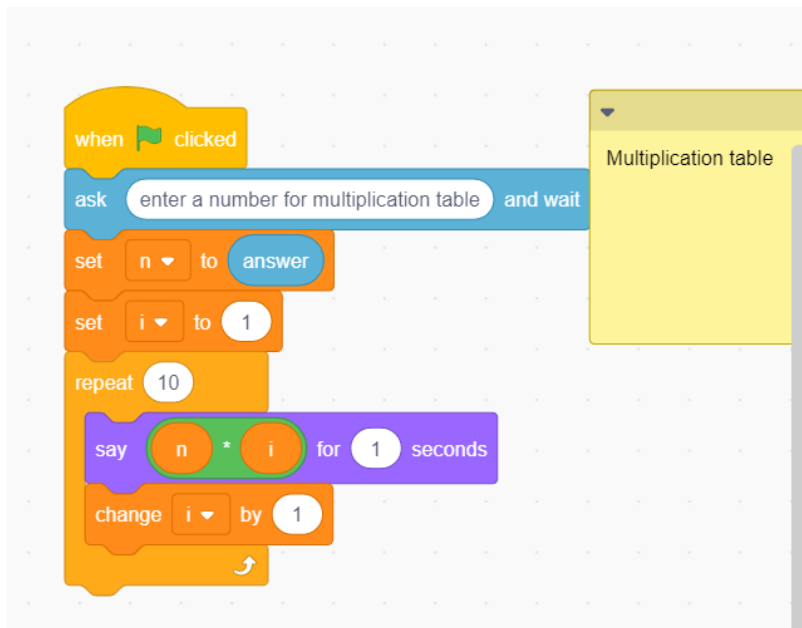 when clicked
ask enter a number for multiplication table and wait
set n to answer
set i to 1
repeat 10
say n * i for 1 seconds
change i by 1
Multiplication table